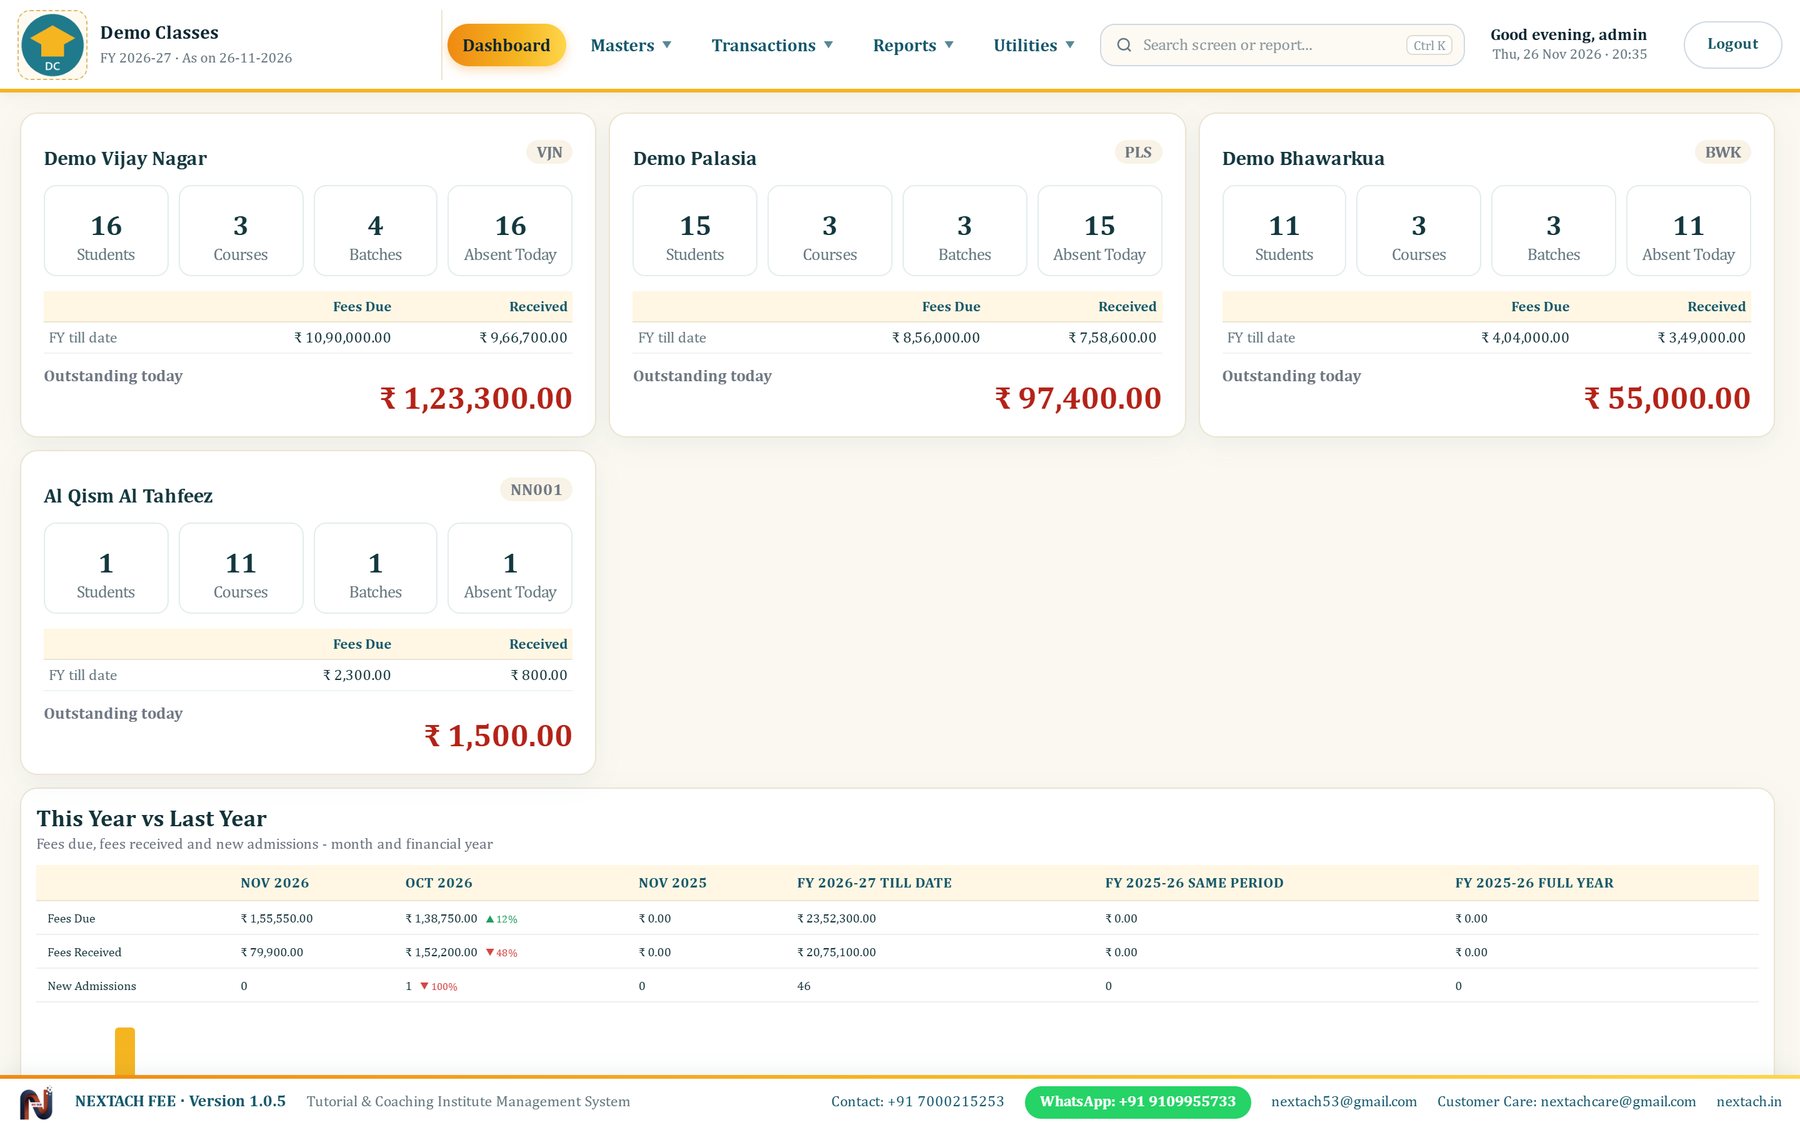 DC
Demo Classes
FY 2026-27 · As on 26-11-2026
Dashboard
Masters ▼
Transactions ▼
Reports ▼
Utilities ▼
Search screen or report...
Ctrl K
Good evening, admin
Thu, 26 Nov 2026 · 20:35
Logout
Demo Vijay Nagar
VJN
16 3 4 16
Students Courses Batches Absent Today
Fees Due Received
FY till date ₹ 10,90,000.00 ₹ 9,66,700.00
Outstanding today
₹ 1,23,300.00
Demo Palasia
PLS
15 3 3 15
Students Courses Batches Absent Today
Fees Due Received
FY till date ₹ 8,56,000.00 ₹ 7,58,600.00
Outstanding today
₹ 97,400.00
Demo Bhawarkua
BWK
11 3 3 11
Students Courses Batches Absent Today
Fees Due Received
FY till date ₹ 4,04,000.00 ₹ 3,49,000.00
Outstanding today
₹ 55,000.00
Al Qism Al Tahfeez
NN001
1 11 1 1
Students Courses Batches Absent Today
Fees Due Received
FY till date ₹ 2,300.00 ₹ 800.00
Outstanding today
₹ 1,500.00
This Year vs Last Year
Fees due, fees received and new admissions - month and financial year
NOV 2026 OCT 2026 NOV 2025 FY 2026-27 TILL DATE FY 2025-26 SAME PERIOD FY 2025-26 FULL YEAR
Fees Due ₹ 1,55,550.00 ₹ 1,38,750.00 ▲12% ₹ 0.00 ₹ 23,52,300.00 ₹ 0.00 ₹ 0.00
Fees Received ₹ 79,900.00 ₹ 1,52,200.00 ▼48% ₹ 0.00 ₹ 20,75,100.00 ₹ 0.00 ₹ 0.00
New Admissions 0 1 ▼100% 0 46 0 0
NEXTACH FEE · Version 1.0.5
Tutorial & Coaching Institute Management System
Contact: +91 7000215253
WhatsApp: +91 9109955733
nextach53@gmail.com
Customer Care: nextachcare@gmail.com
nextach.in